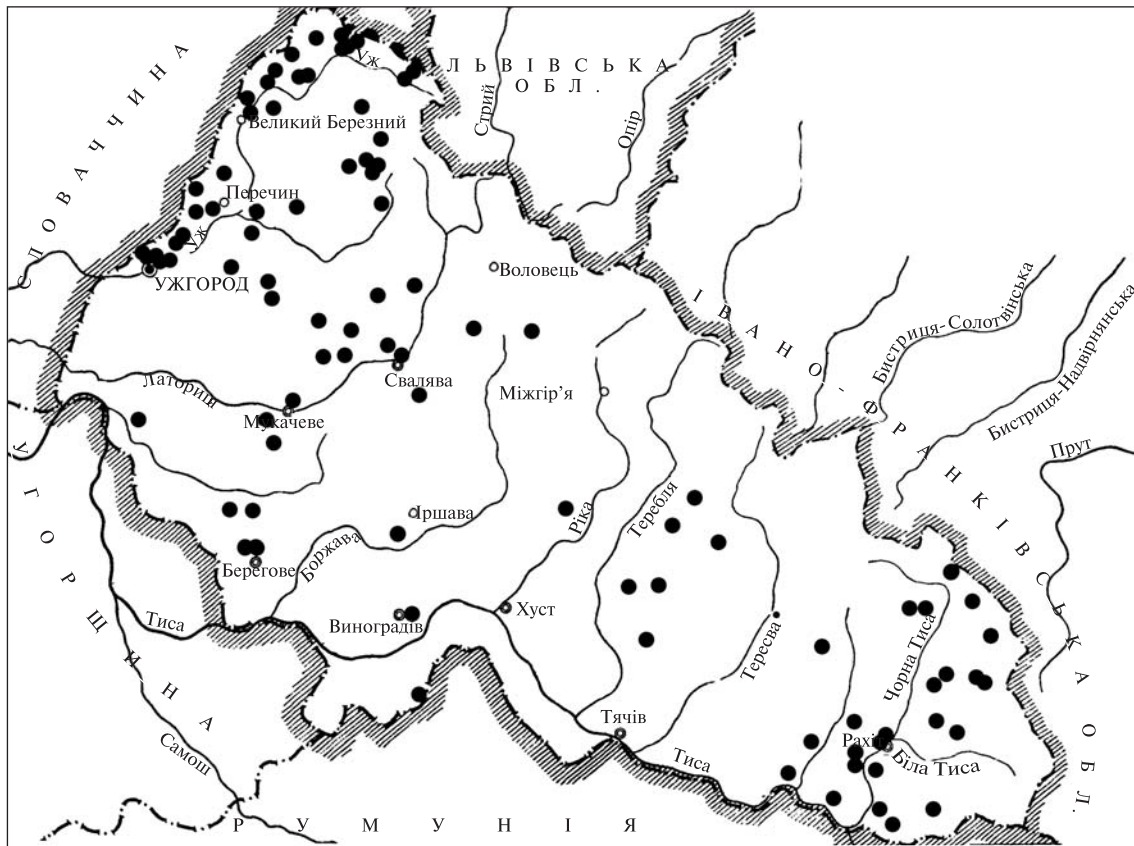 СЛОВАЧЧИНА
Уж
ЛЬВІВСЬКА
ОБЛ.
Стрий
Опір
Великий Березний
Перечин
Уж
УЖГОРОД
Воловець
ІВАНО-ФРАНКІВСЬКА ОБЛ.
Бистриця-Солотвінська
Бистриця-Надвірнянська
Прут
Латориця
Свалява
Міжгір’я
Мукачеве
УГОРЩИНА
Іршава
Ріка
Теребля
Боржава
Берегове
Тиса
Виноградів
Хуст
Тересва
Чорна Тиса
Самош
Тячів
Тиса
Рахів
Біла Тиса
РУМУНІЯ